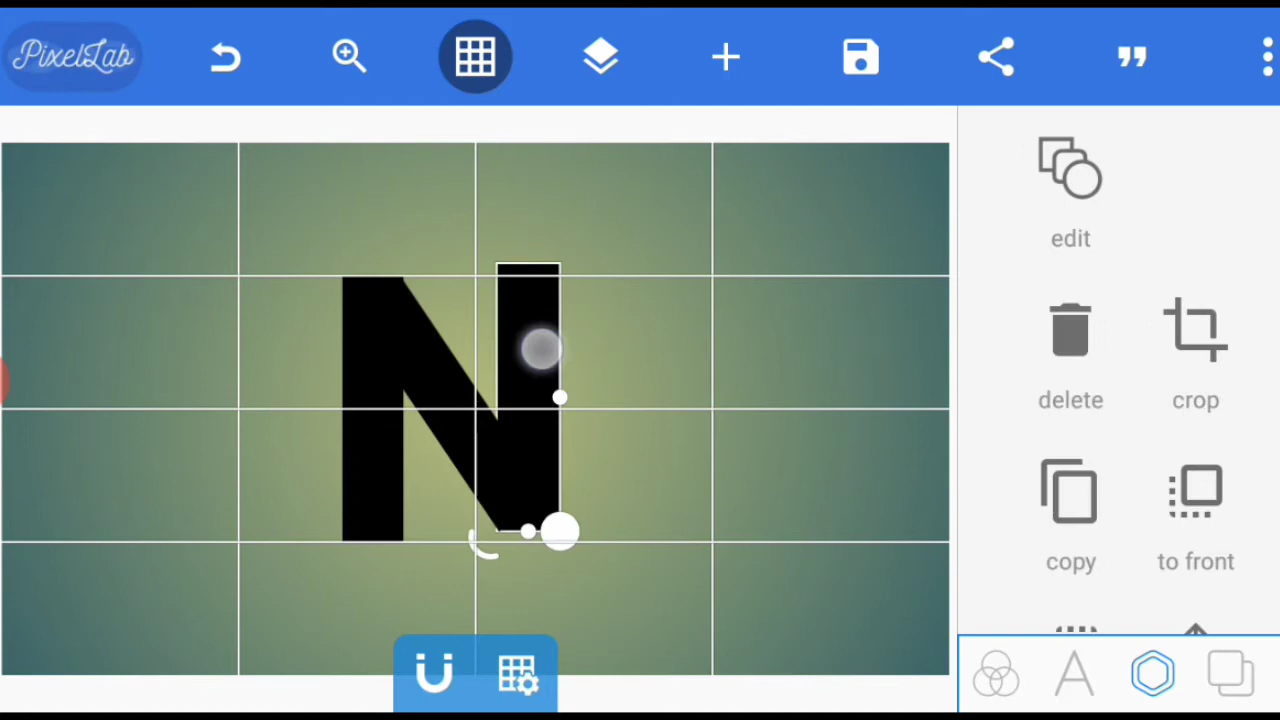 PixelLab
N
edit
delete crop
copy to front